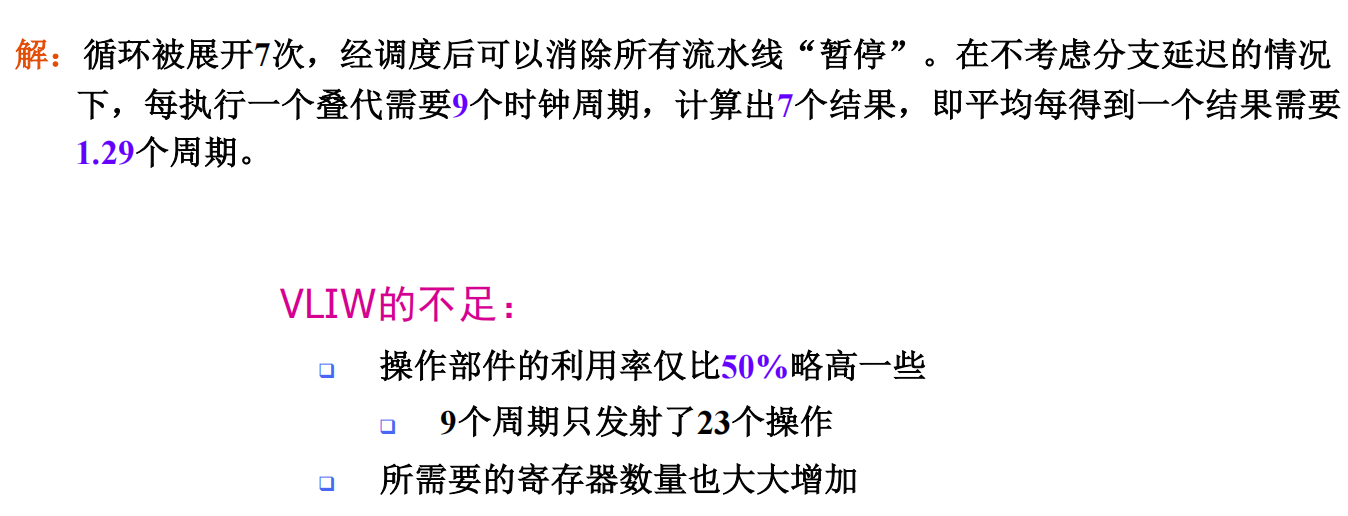 解：循环被展开7次，经调度后可以消除所有流水线“暂停”。在不考虑分支延迟的情况
下，每执行一个叠代需要9个时钟周期，计算出7个结果，即平均每得到一个结果需要
1.29个周期。
VLIW的不足：
操作部件的利用率仅比50%略高一些
9个周期只发射了23个操作
所需要的寄存器数量也大大增加